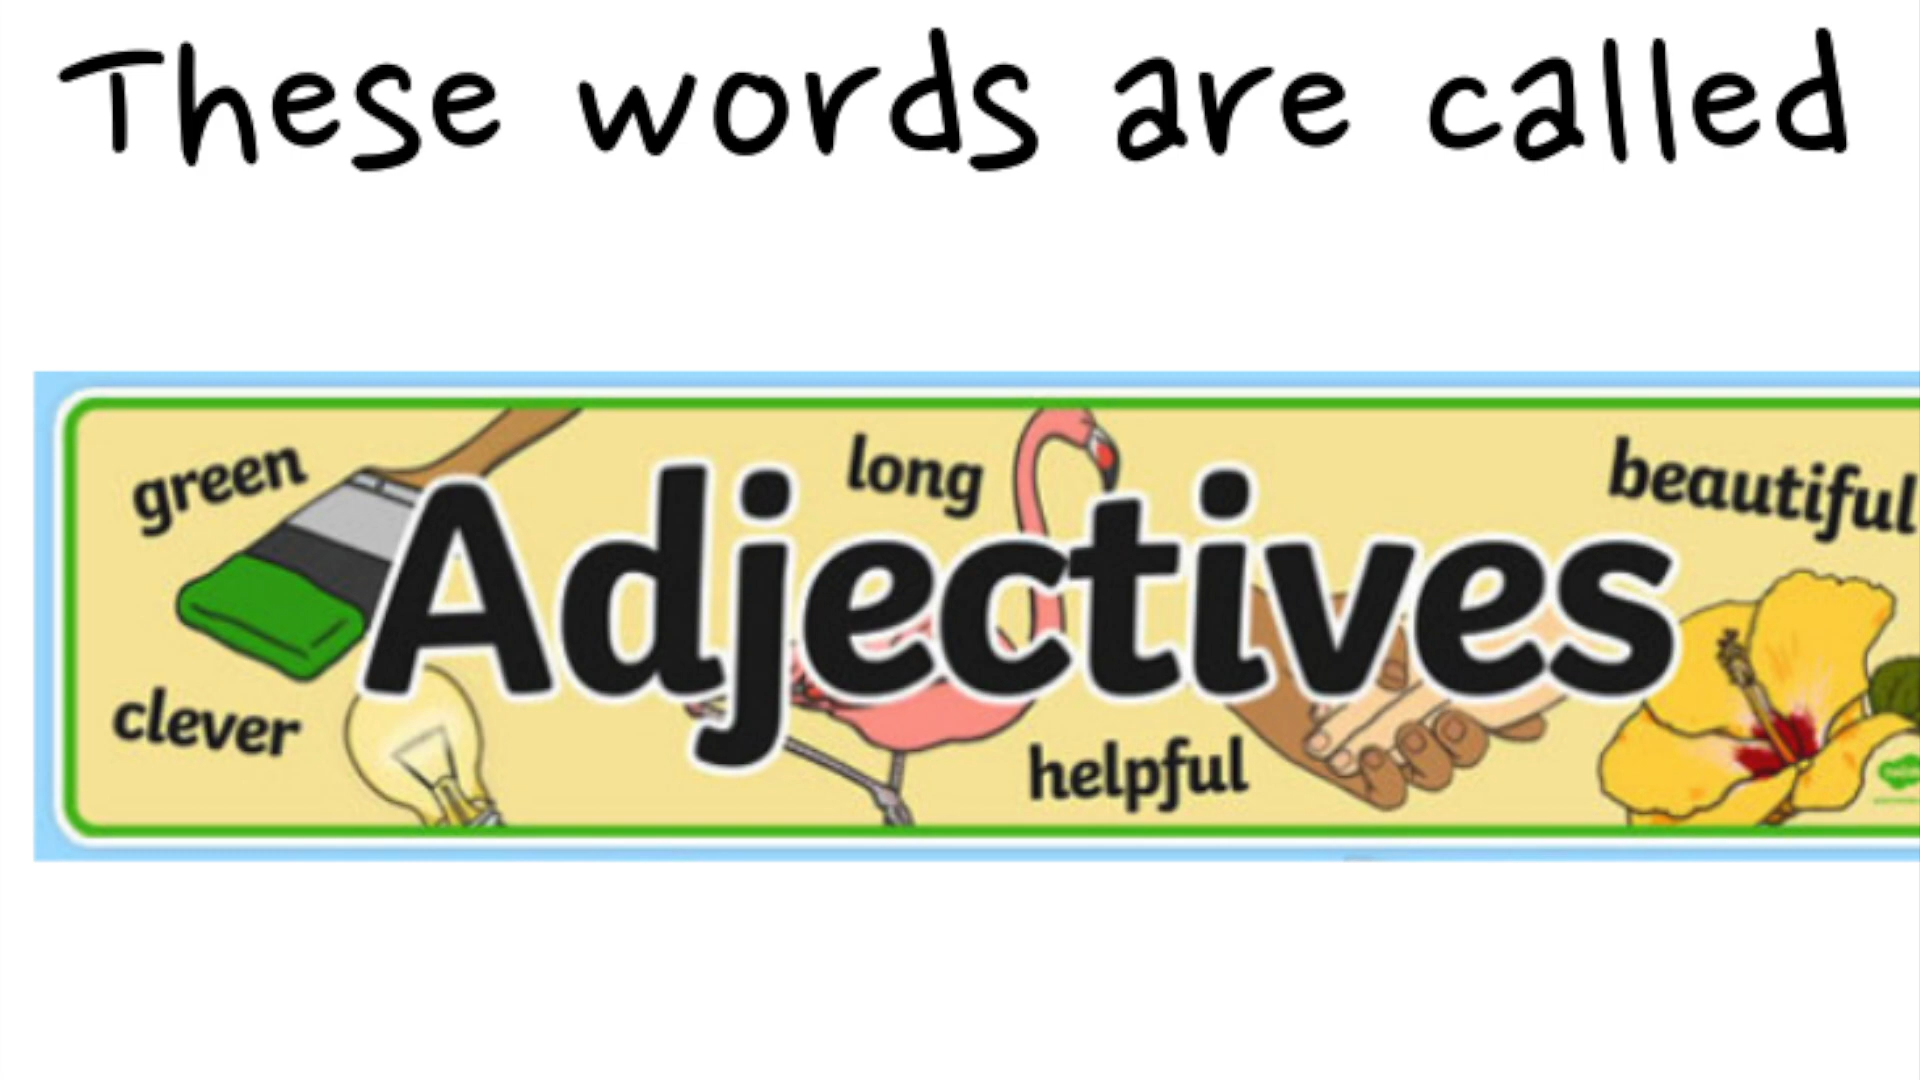 These words are called
green
long
beautiful
Adjectives
clever
helpful